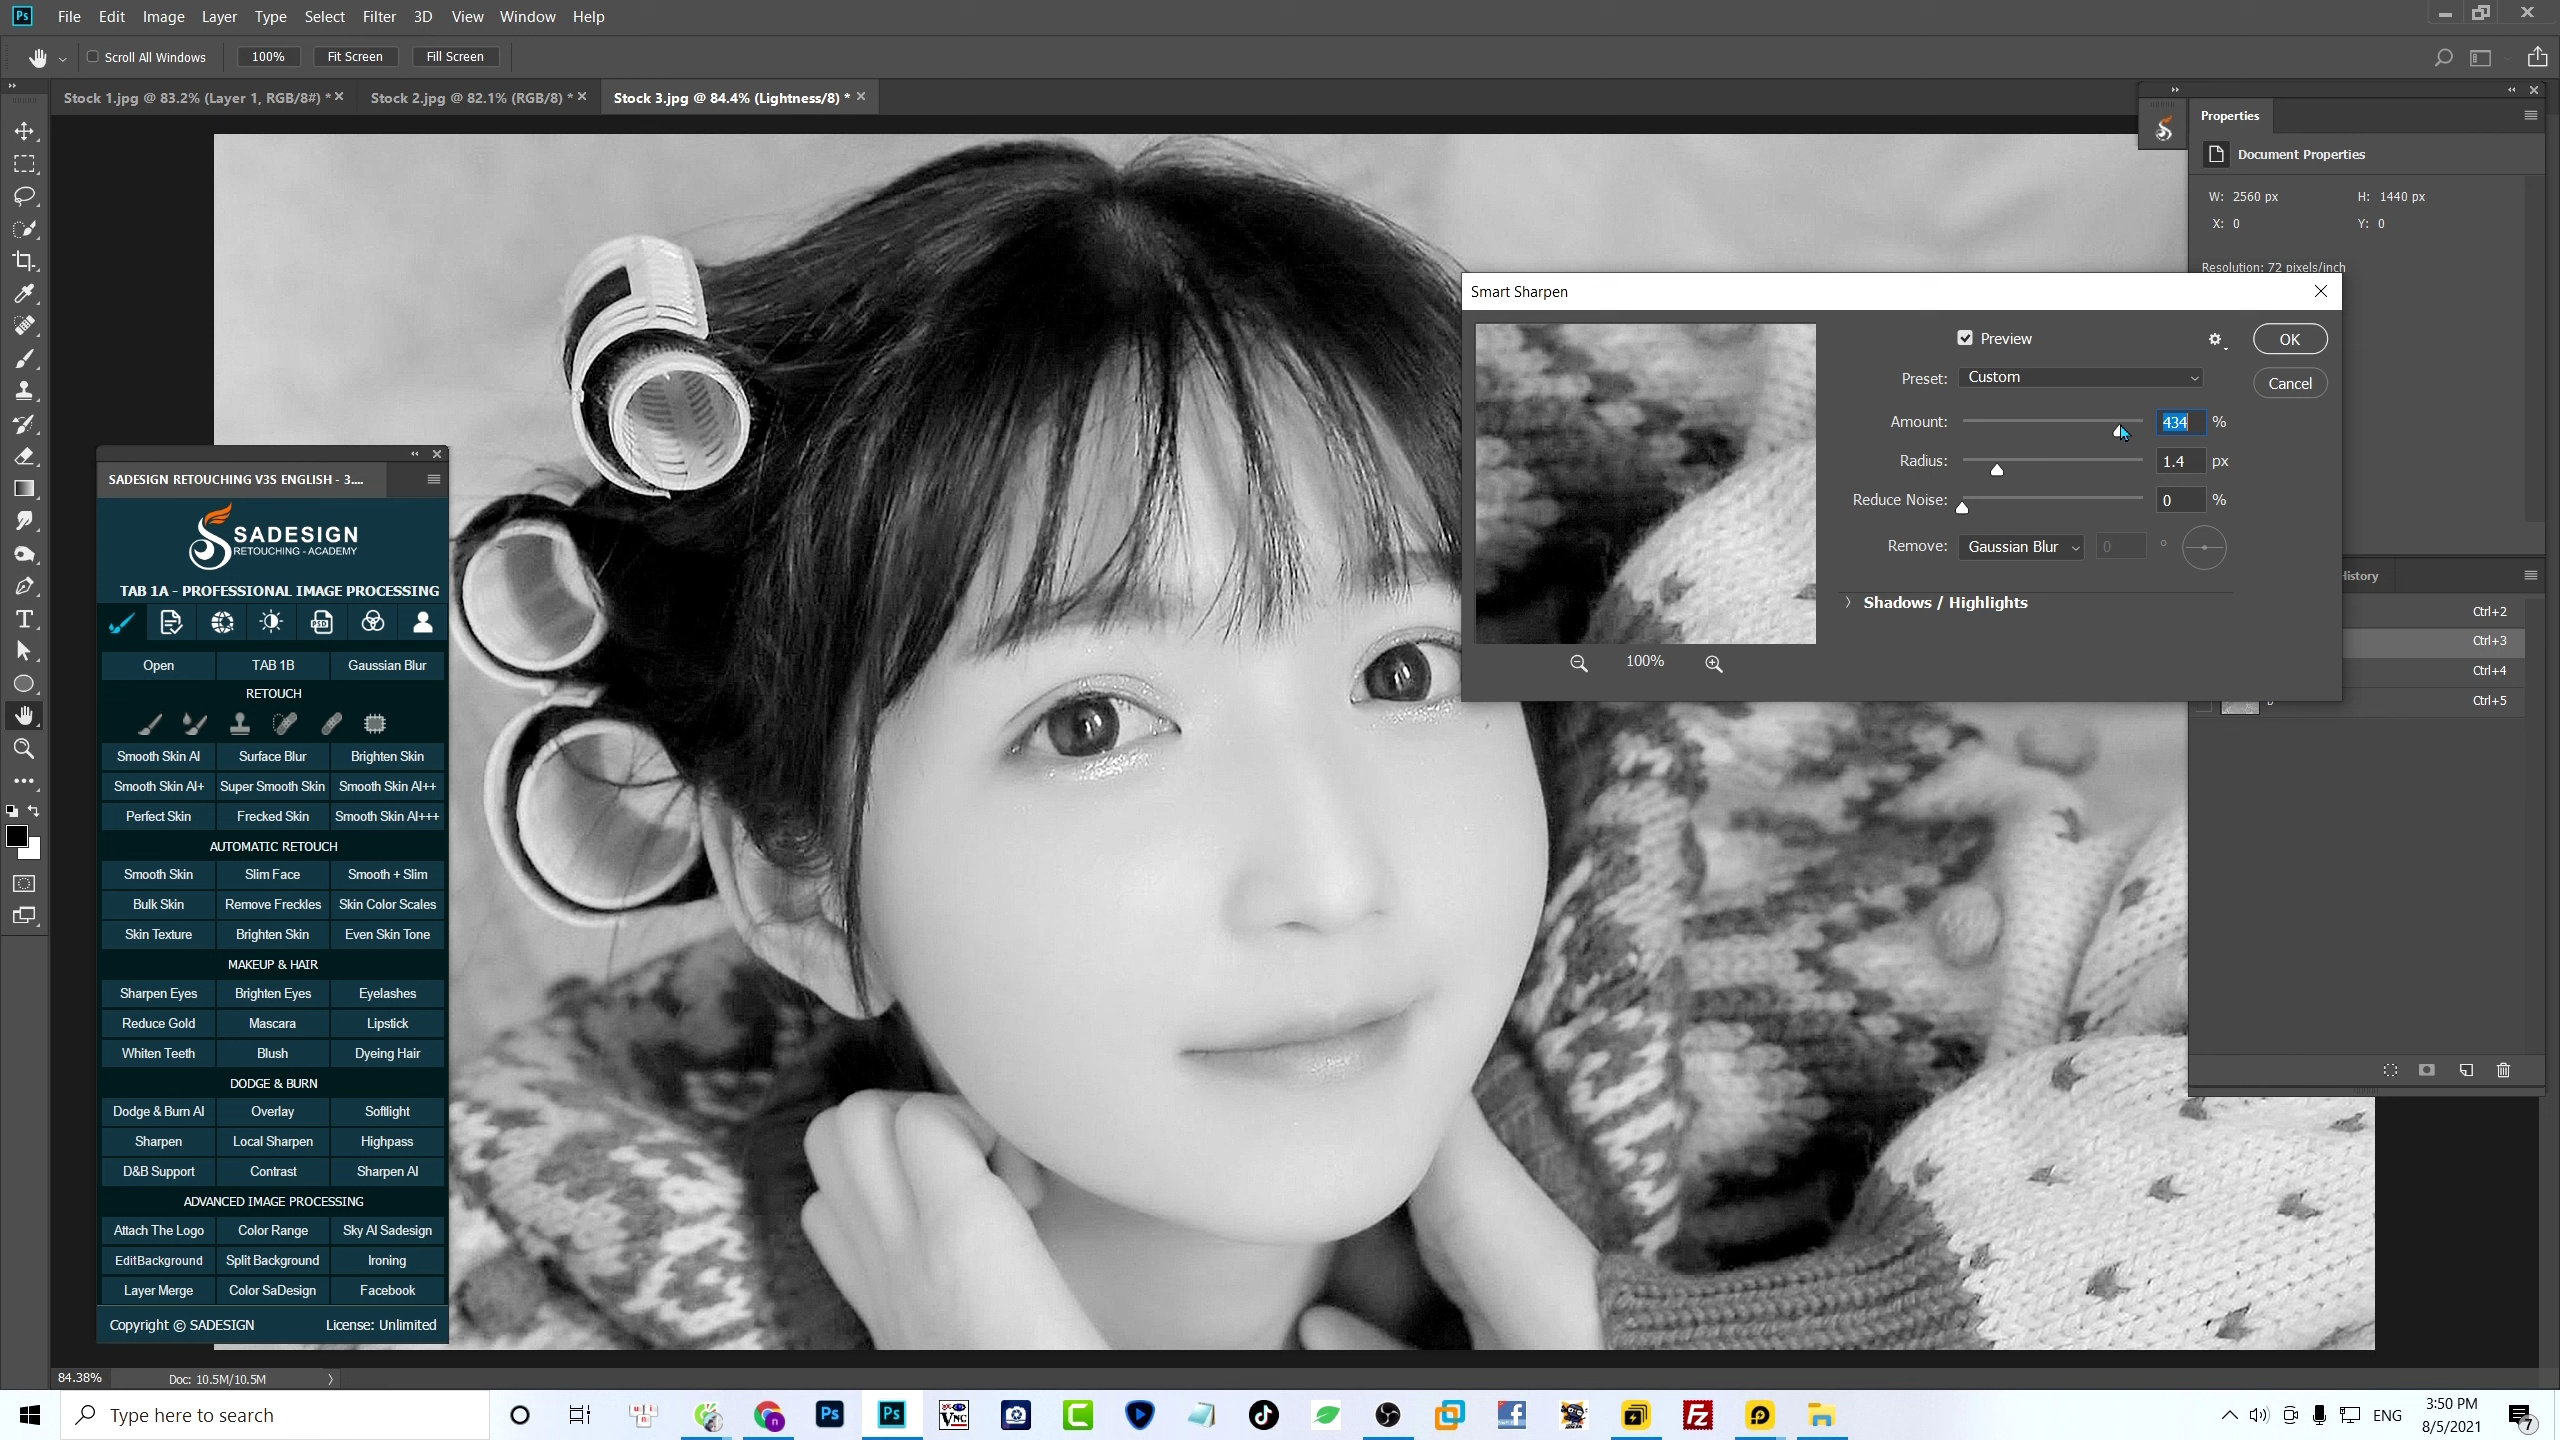 Ps File Edit Image Layer Type Select Filter 3D View Window Help
Scroll All Windows 100% Fit Screen Fill Screen
Stock 1.jpg @ 83.2% (Layer 1, RGB/8#) * Stock 2.jpg @ 82.1% (RGB/8) * Stock 3.jpg @ 84.4% (Lightness/8) *
Properties
Document Properties
W: 2560 px H: 1440 px
X: 0 Y: 0
Resolution: 72 pixels/inch
Smart Sharpen
Preview
OK
Preset: Custom
Cancel
Amount: 434 %
Radius: 1.4 px
Reduce Noise: 0 %
Remove: Gaussian Blur 0 °
Shadows / Highlights
100%
History
Ctrl+2
Ctrl+3
Ctrl+4
Ctrl+5
SADESIGN RETOUCHING V3S ENGLISH - 3....
SADESIGN
RETOUCHING - ACADEMY
TAB 1A - PROFESSIONAL IMAGE PROCESSING
PSD
Open TAB 1B Gaussian Blur
RETOUCH
Smooth Skin AI Surface Blur Brighten Skin
Smooth Skin AI+ Super Smooth Skin Smooth Skin AI++
Perfect Skin Frecked Skin Smooth Skin AI+++
AUTOMATIC RETOUCH
Smooth Skin Slim Face Smooth + Slim
Bulk Skin Remove Freckles Skin Color Scales
Skin Texture Brighten Skin Even Skin Tone
MAKEUP & HAIR
Sharpen Eyes Brighten Eyes Eyelashes
Reduce Gold Mascara Lipstick
Whiten Teeth Blush Dyeing Hair
DODGE & BURN
Dodge & Burn AI Overlay Softlight
Sharpen Local Sharpen Highpass
D&B Support Contrast Sharpen AI
ADVANCED IMAGE PROCESSING
Attach The Logo Color Range Sky AI Sadesign
EditBackground Split Background Ironing
Layer Merge Color SaDesign Facebook
Copyright © SADESIGN License: Unlimited
84.38% Doc: 10.5M/10.5M
Type here to search
Ps Ps VNC
ENG
3:50 PM
8/5/2021
7